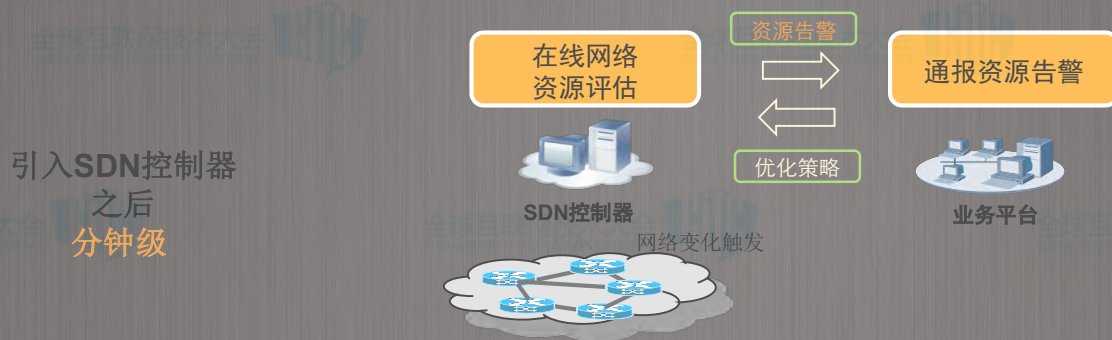 资源告警
在线网络
资源评估
通报资源告警
优化策略
引入SDN控制器
之后
分钟级
SDN控制器
业务平台
网络变化触发